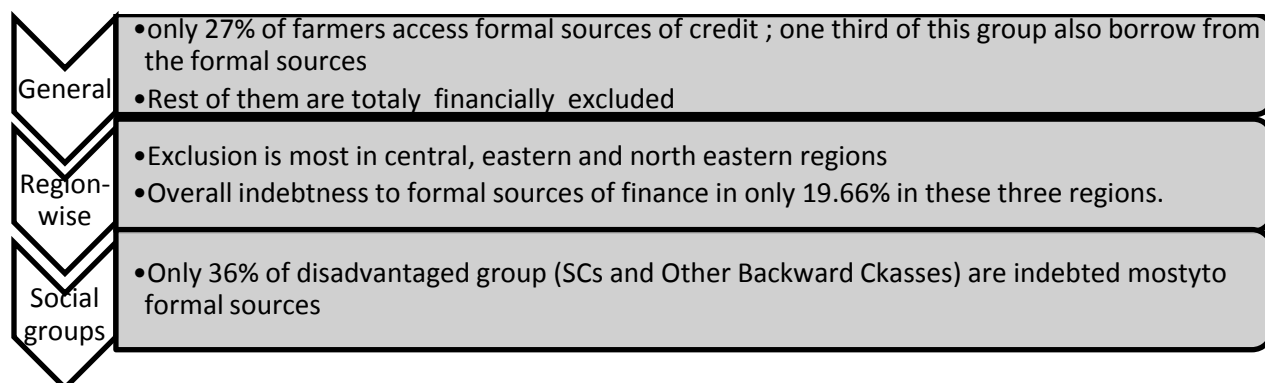 General
•only 27% of farmers access formal sources of credit ; one third of this group also borrow from
the formal sources
•Rest of them are totaly financially excluded
Region-
wise
•Exclusion is most in central, eastern and north eastern regions
•Overall indebtness to formal sources of finance in only 19.66% in these three regions.
Social
groups
•Only 36% of disadvantaged group (SCs and Other Backward Ckasses) are indebted mostyto
formal sources